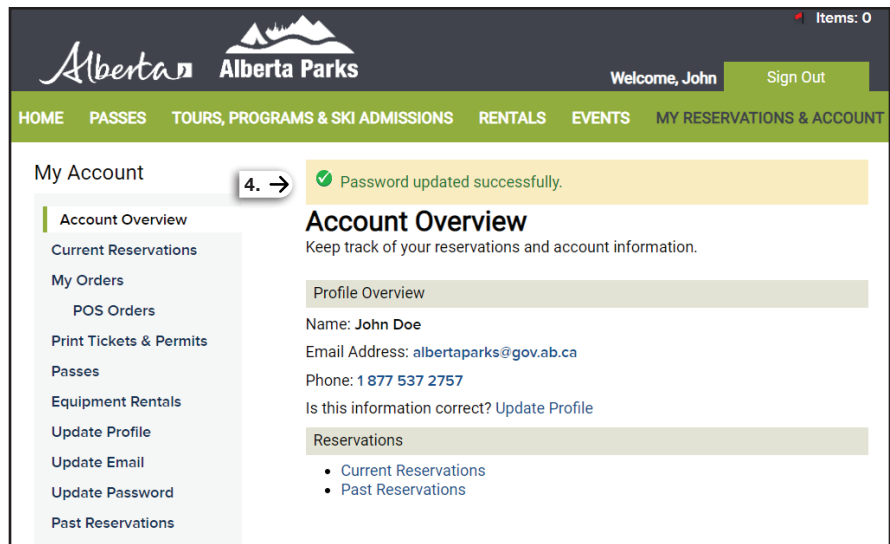 Items: 0
Alberta
Alberta Parks
Welcome, John
Sign Out
HOME PASSES TOURS, PROGRAMS & SKI ADMISSIONS RENTALS EVENTS MY RESERVATIONS & ACCOUNT
My Account
Account Overview
Current Reservations
My Orders
POS Orders
Print Tickets & Permits
Passes
Equipment Rentals
Update Profile
Update Email
Update Password
Past Reservations
4. →
Password updated successfully.
Account Overview
Keep track of your reservations and account information.
Profile Overview
Name: John Doe
Email Address: albertaparks@gov.ab.ca
Phone: 1 877 537 2757
Is this information correct? Update Profile
Reservations
• Current Reservations
• Past Reservations